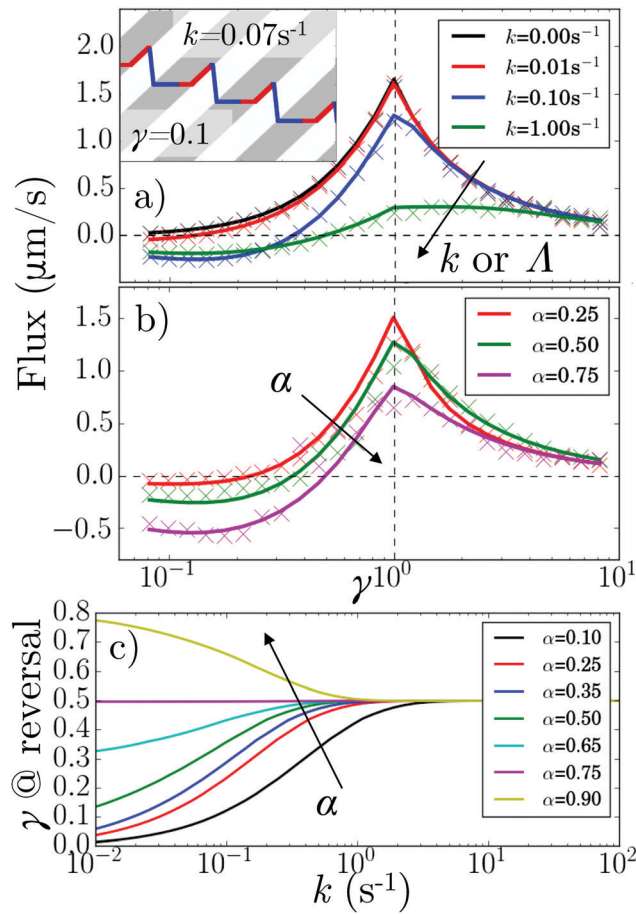 Flux (μm/s)
2.0
1.5
1.0
0.5
0.0
k=0.07s⁻¹
γ=0.1
a)
k=0.00s⁻¹
k=0.01s⁻¹
k=0.10s⁻¹
k=1.00s⁻¹
k or Λ
1.5
1.0
0.5
0.0
−0.5
b)
α=0.25
α=0.50
α=0.75
α
10⁻¹ γ10⁰ 10¹
γ @ reversal
0.8
0.7
0.6
0.5
0.4
0.3
0.2
0.1
0.0
c)
α=0.10
α=0.25
α=0.35
α=0.50
α=0.65
α=0.75
α=0.90
α
10⁻² 10⁻¹ 10⁰ 10¹ 10²
k (s⁻¹)